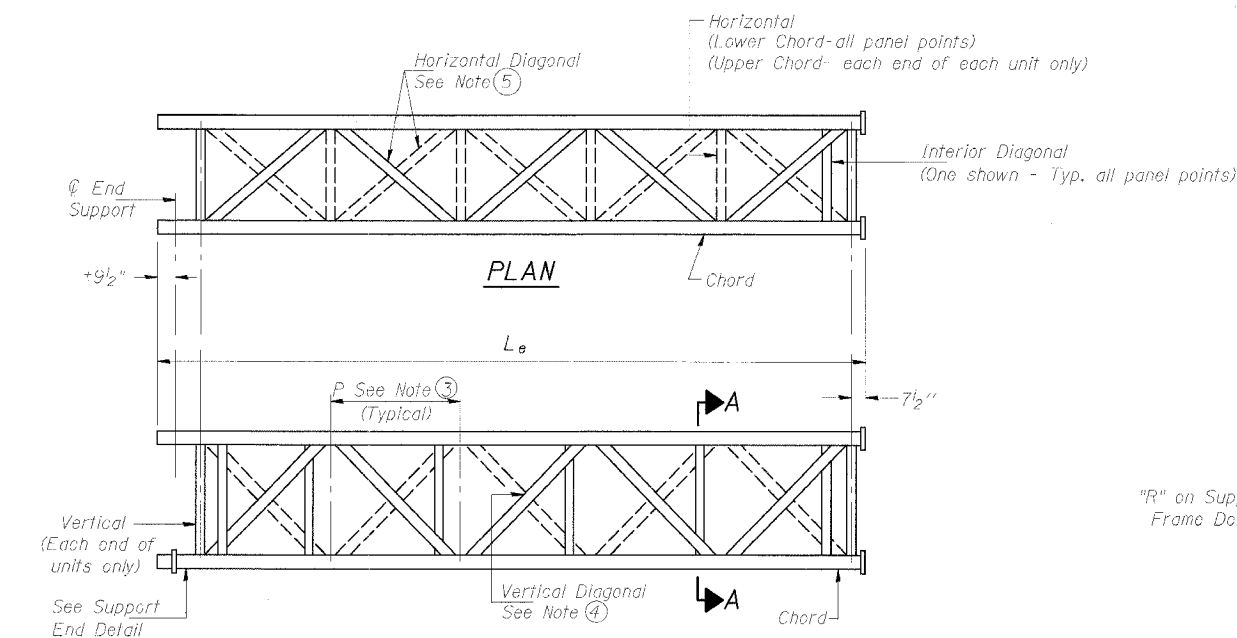 Horizontal
(Lower Chord-all panel points)
(Upper Chord- each end of each unit only)
Horizontal Diagonal
See Note 5
Interior Diagonal
(One shown - Typ. all panel points)
℄ End
Support
±9½"
PLAN
Chord
Le
P See Note 3
(Typical)
A
7½"
Vertical
(Each end of
units only)
"R" on Sup
Frame De
Vertical Diagonal
See Note 4
A
Chord
See Support
End Detail